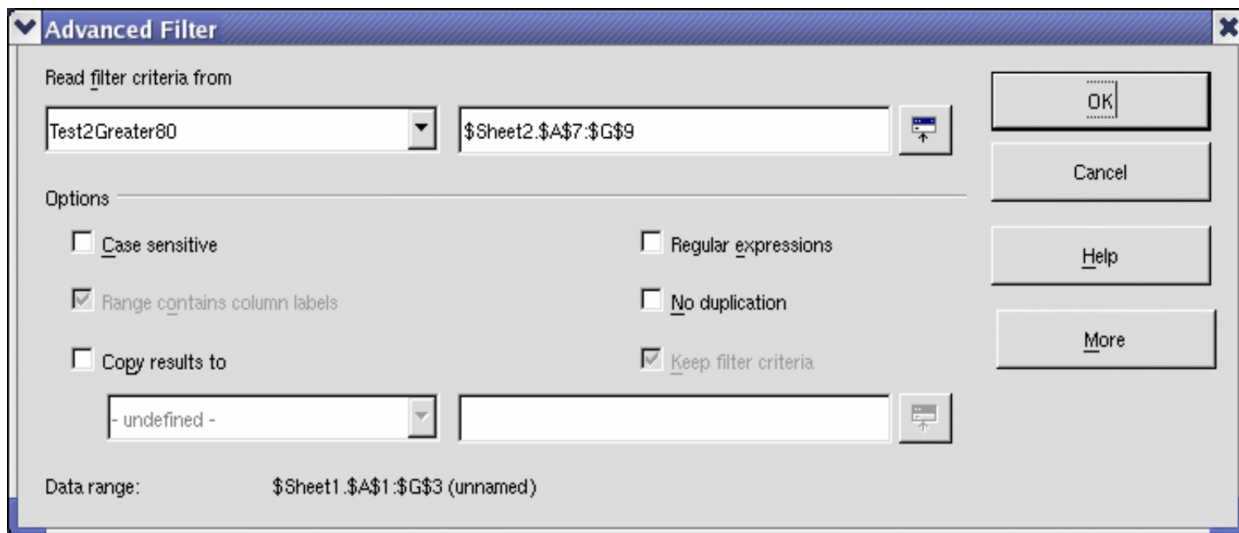 Advanced Filter
Read filter criteria from
OK
Test2Greater80 $Sheet2.$A$7:$G$9
Cancel
Options
Case sensitive Regular expressions
Help
Range contains column labels No duplication
More
Copy results to Keep filter criteria
- undefined -
Data range: $Sheet1.$A$1:$G$3 (unnamed)